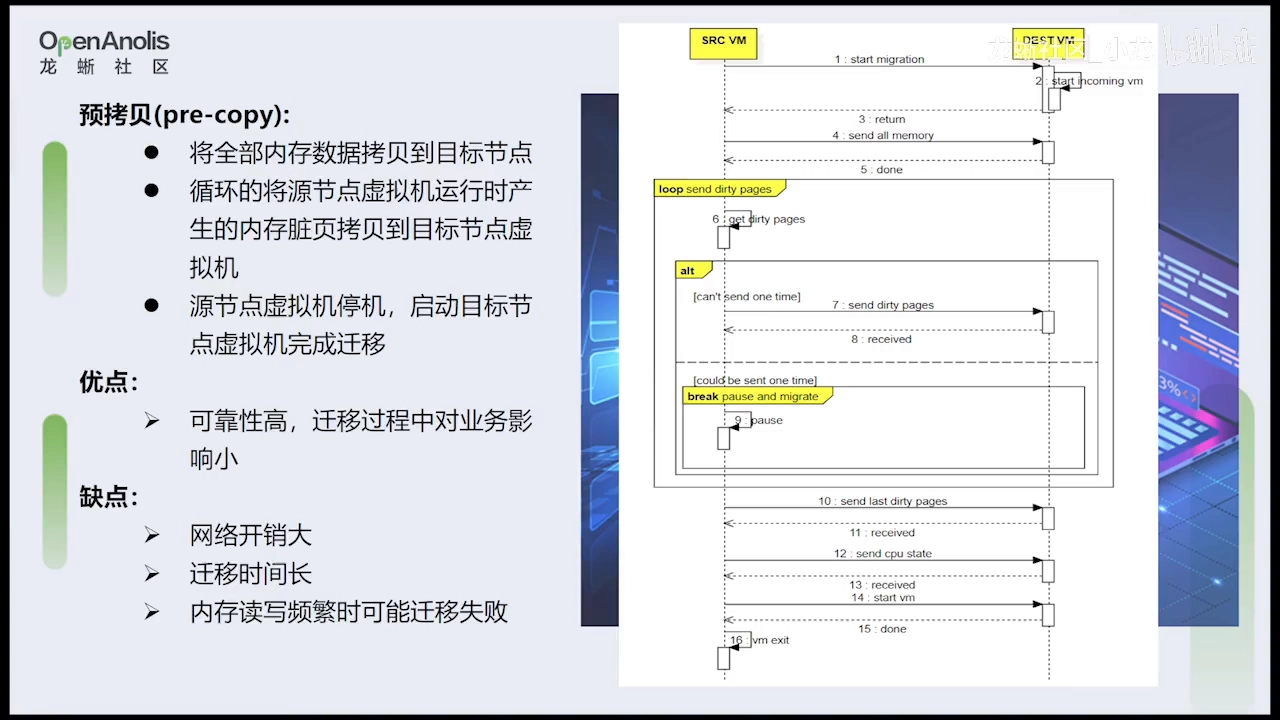 OpenAnolis
龙 蜥 社 区
预拷贝(pre-copy):
● 将全部内存数据拷贝到目标节点
● 循环的将源节点虚拟机运行时产
生的内存脏页拷贝到目标节点虚
拟机
● 源节点虚拟机停机，启动目标节
点虚拟机完成迁移
优点：
➢ 可靠性高，迁移过程中对业务影
响小
缺点：
➢ 网络开销大
➢ 迁移时间长
➢ 内存读写频繁时可能迁移失败
SRC VM
DEST VM
龙蜥社区_小龙 bilibili
1 : start migration
2 : start incoming vm
3 : return
4 : send all memory
5 : done
loop send dirty pages
6 : get dirty pages
alt
[can't send one time]
7 : send dirty pages
8 : received
[could be sent one time]
break pause and migrate
9 : pause
10 : send last dirty pages
11 : received
12 : send cpu state
13 : received
14 : start vm
15 : done
16 : vm exit
3%